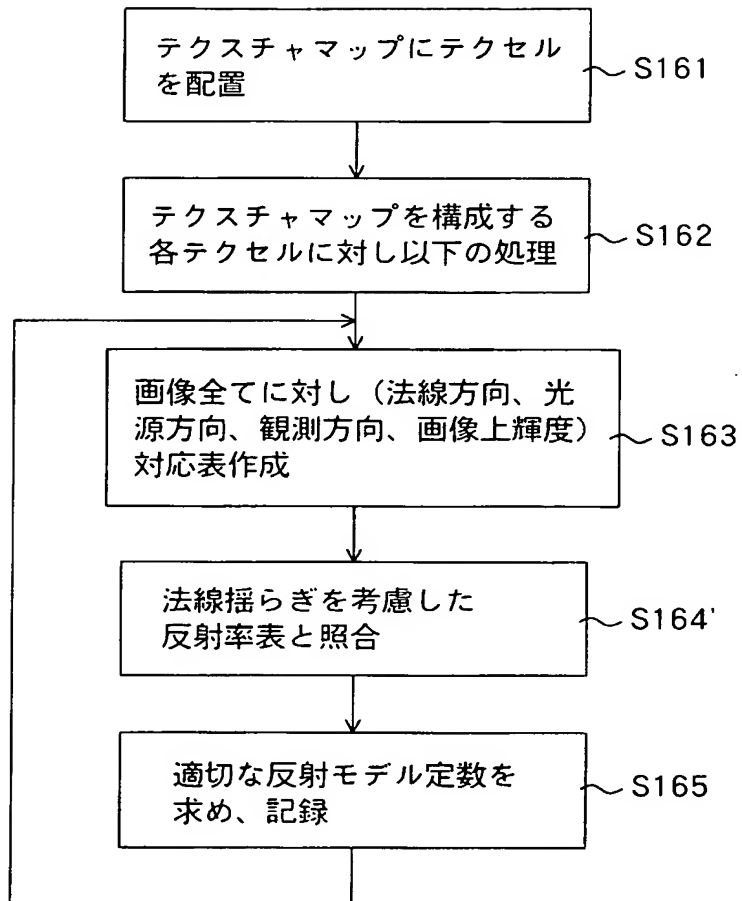 テクスチャマップにテクセル
を配置
S161
テクスチャマップを構成する
各テクセルに対し以下の処理
S162
画像全てに対し（法線方向、光
源方向、観測方向、画像上輝度）
対応表作成
S163
法線揺らぎを考慮した
反射率表と照合
S164'
適切な反射モデル定数を
求め、記録
S165